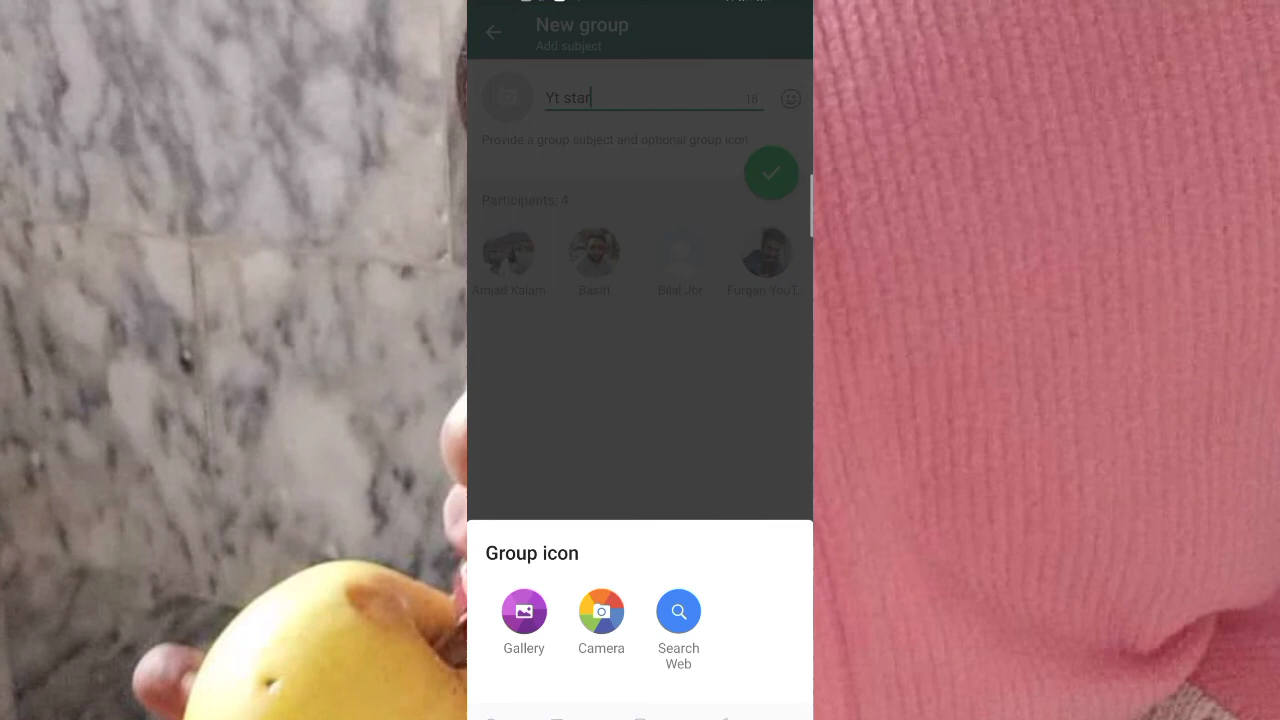 New group
Add subject
Yt star
18
Provide a group subject and optional group icon
Participants: 4
Amjad Kalam
Basit
Bilal Jbr
Furqan YouT...
Group icon
Gallery
Camera
Search
Web